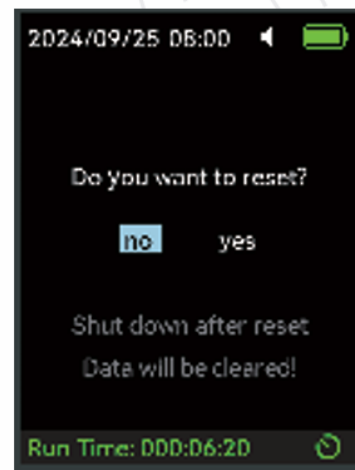 2024/09/25 08:00
Do you want to reset?
no yes
Shut down after reset
Data will be cleared!
Run Time: 000:06:20